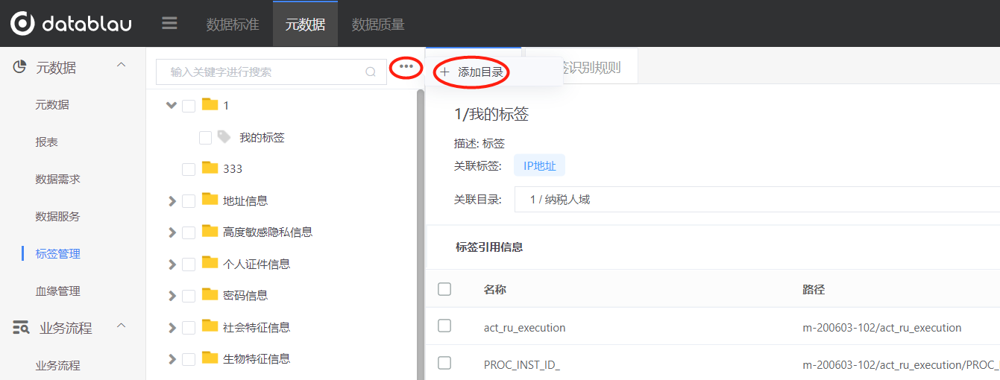 datablau
数据标准
元数据
数据质量
元数据
元数据
报表
数据需求
数据服务
标签管理
血缘管理
业务流程
业务流程
输入关键字进行搜索
1
我的标签
333
地址信息
高度敏感隐私信息
个人证件信息
密码信息
社会特征信息
生物特征信息
+ 添加目录
识别规则
1/我的标签
描述: 标签
关联标签: IP地址
关联目录: 1 / 纳税人域
标签引用信息
名称 路径
act_ru_execution m-200603-102/act_ru_execution
PROC_INST_ID_ m-200603-102/act_ru_execution/PROC_